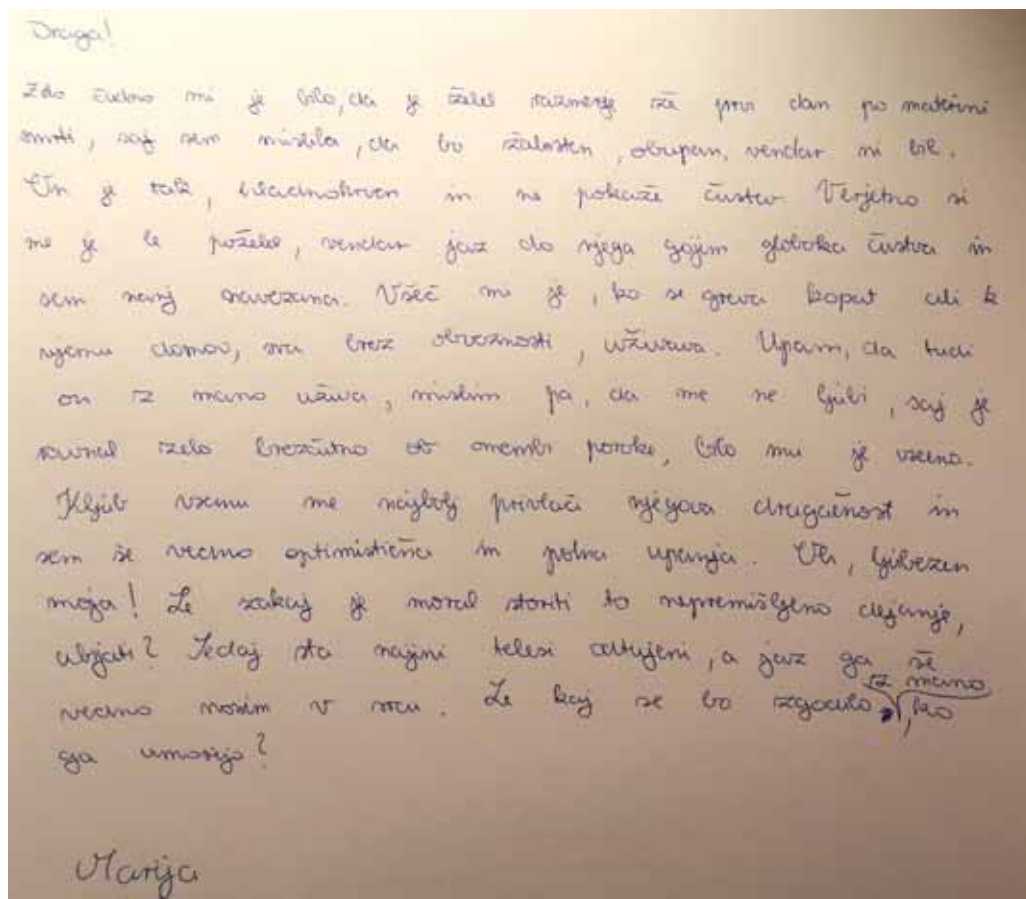 Draga!
Zelo čudno mi je bilo, da je želel razmerje že prvi dan po materini
smrti, saj sem mislila, da bo žalosten, obupan, vendar ni bil.
On je tak, hladnokrven in ne pokaže čustev. Verjetno si
me je le poželel, vendar jaz do njega gojim globoka čustva in
sem nanj navezana. Všeč mi je, ko se greva kopat ali k
njemu domov, sva brez obveznosti, uživava. Upam, da tudi
on z mano uživa, mislim pa, da me ne ljubi, saj je
ravnal zelo brezčutno ob omembi poroke, bilo mu je vseeno.
Kljub vsemu me najbolj privlači njegova drugačnost in
sem še vedno optimistična in polna upanja. Oh, ljubezen
moja! Le zakaj je moral storiti to nepremišljeno dejanje,
ubijati? Sedaj sta najini telesi odtujeni, a jaz ga še
vedno nosim v srcu. Le kaj se bo zgodilo z mano, ko
ga umorijo?
Marija